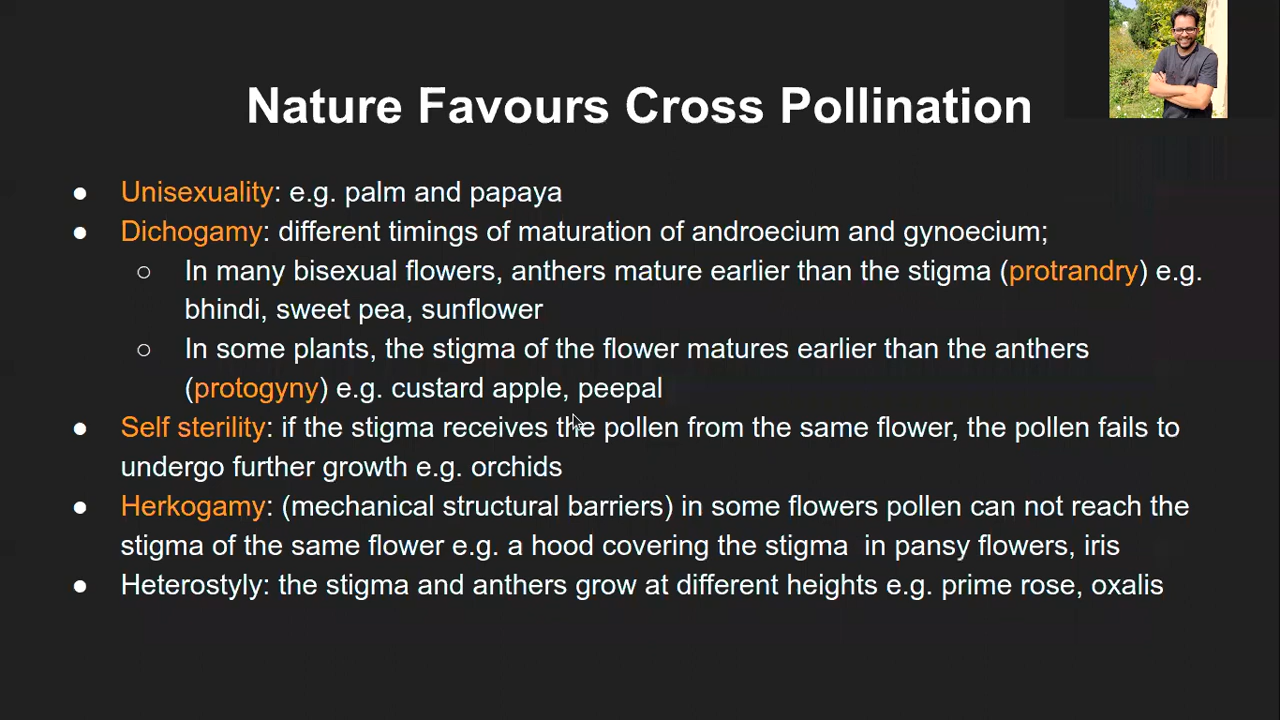 Nature Favours Cross Pollination
● Unisexuality: e.g. palm and papaya
● Dichogamy: different timings of maturation of androecium and gynoecium;
○ In many bisexual flowers, anthers mature earlier than the stigma (protrandry) e.g.
bhindi, sweet pea, sunflower
○ In some plants, the stigma of the flower matures earlier than the anthers
(protogyny) e.g. custard apple, peepal
● Self sterility: if the stigma receives the pollen from the same flower, the pollen fails to
undergo further growth e.g. orchids
● Herkogamy: (mechanical structural barriers) in some flowers pollen can not reach the
stigma of the same flower e.g. a hood covering the stigma  in pansy flowers, iris
● Heterostyly: the stigma and anthers grow at different heights e.g. prime rose, oxalis